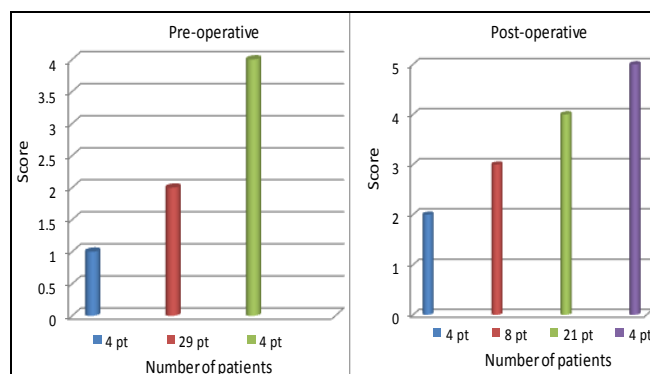 Pre-operative
Score
4
3.5
3
2.5
2
1.5
1
0.5
0
4 pt 29 pt 4 pt
Number of patients
Post-operative
Score
5
4
3
2
1
0
4 pt 8 pt 21 pt 4 pt
Number of patients